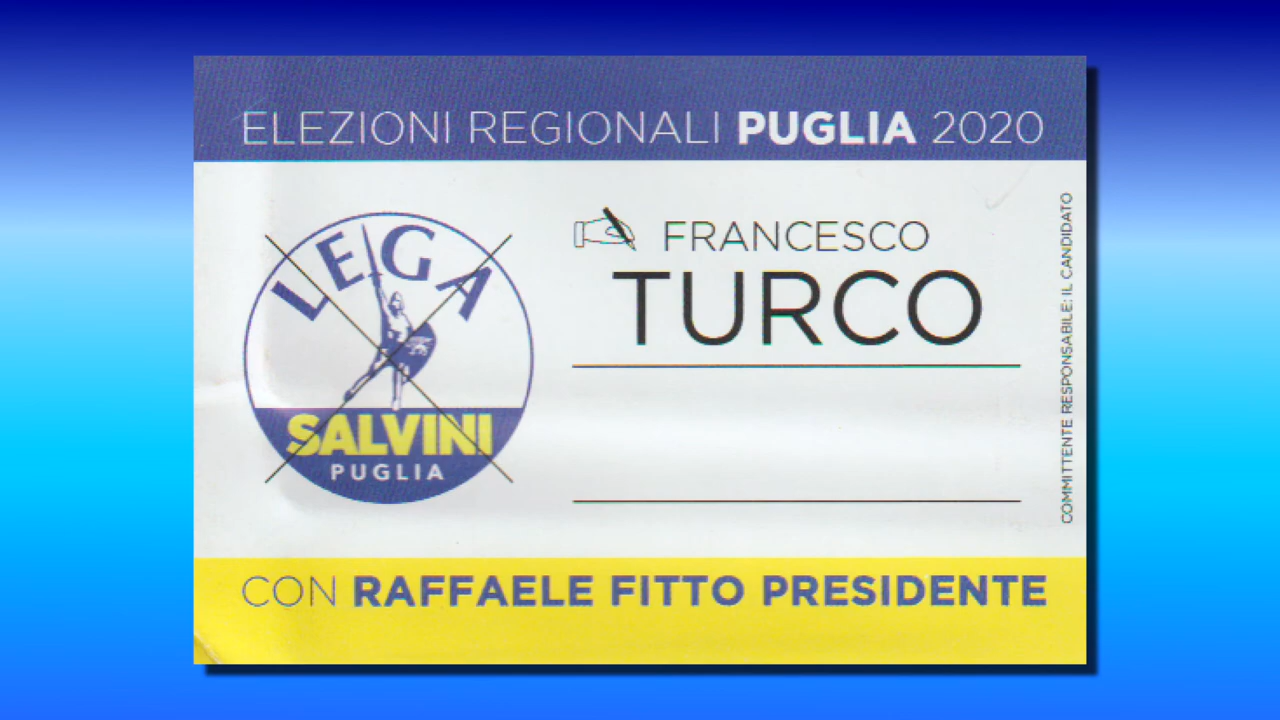 ELEZIONI REGIONALI PUGLIA 2020
LEGA
SALVINI
PUGLIA
FRANCESCO
TURCO
COMMITTENTE RESPONSABILE: IL CANDIDATO
CON RAFFAELE FITTO PRESIDENTE